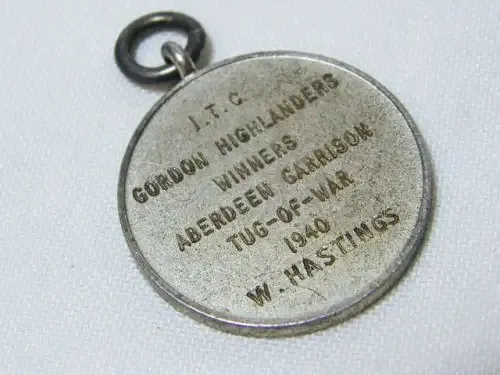 I. T. C.
GORDON HIGHLANDERS
WINNERS
ABERDEEN GARRISON
TUG-OF-WAR
1940
W. HASTINGS